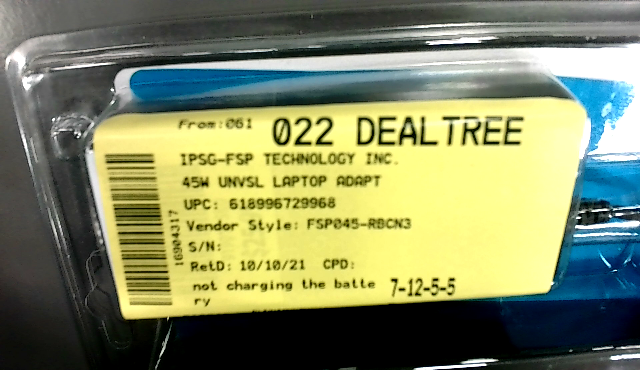 From:061 022 DEALTREE
IPSG-FSP TECHNOLOGY INC.
45W UNVSL LAPTOP ADAPT
UPC: 618996729968
Vendor Style: FSP045-RBCN3
S/N:
RetD: 10/10/21 CPD:
not charging the batte
ry
7-12-5-5
16904317